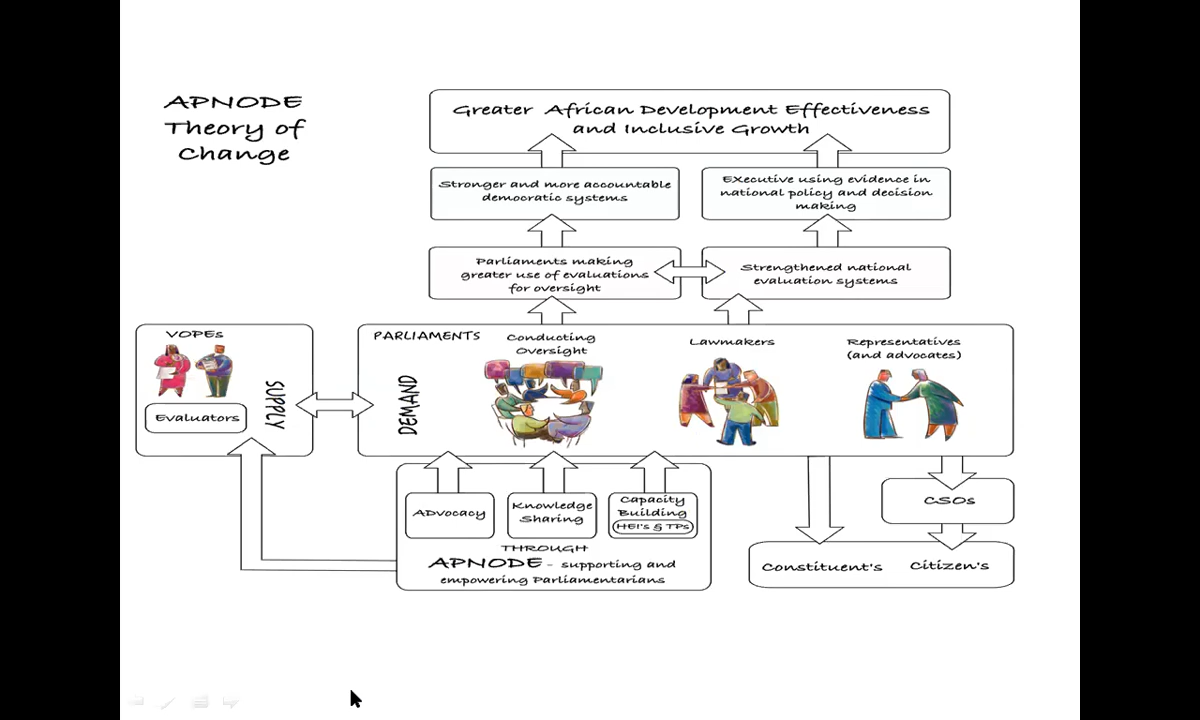 APNODE
Theory of
Change
Greater African Development Effectiveness
and Inclusive Growth
Stronger and more accountable
democratic systems
Executive using evidence in
national policy and decision
making
Parliaments making
greater use of evaluations
for oversight
Strengthened national
evaluation systems
VOPEs
Evaluators
SUPPLY
PARLIAMENTS
DEMAND
Conducting
Oversight
Lawmakers
Representatives
(and advocates)
Advocacy
Knowledge
Sharing
Capacity
Building
HEI's & TPs
THROUGH
APNODE - supporting and
empowering Parliamentarians
CSOs
Constituent's
Citizen's